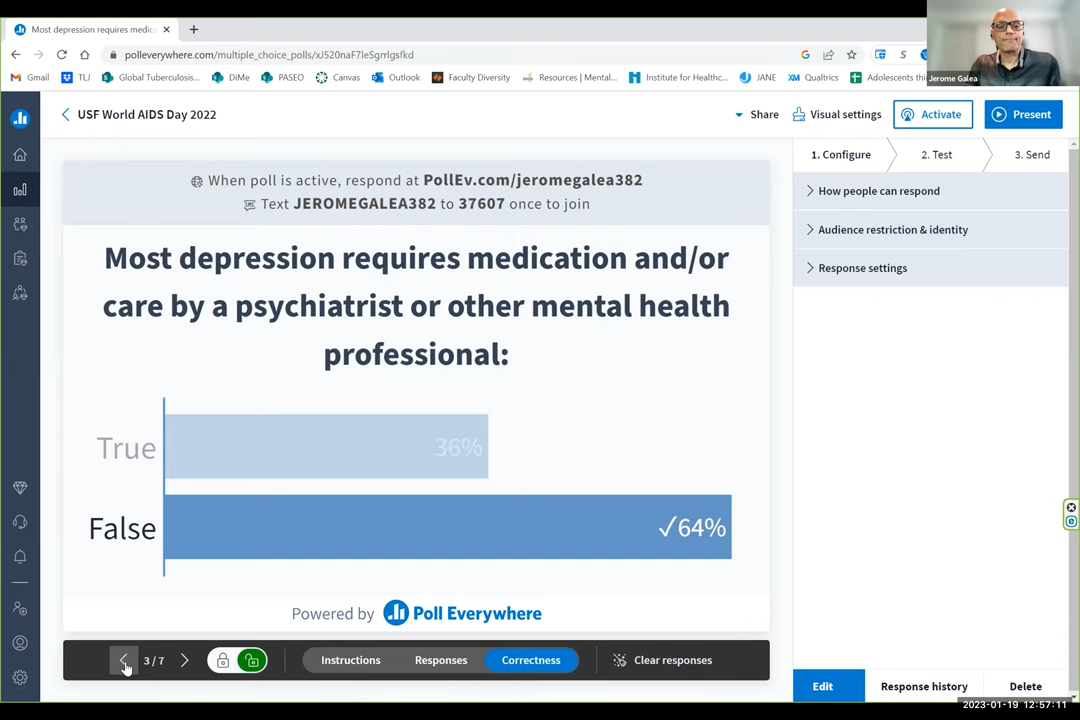 Most depression requires medic
polleverywhere.com/multiple_choice_polls/xJ520naF7leSgrrlgsfkd
Gmail
TLJ
Global Tuberculosis...
DiMe
PASEO
Canvas
Outlook
Faculty Diversity
Resources | Mental...
Institute for Healthc...
JANE
XM Qualtrics
Adolescents thi
Jerome Galea
USF World AIDS Day 2022
Share
Visual settings
Activate
Present
1. Configure
2. Test
3. Send
When poll is active, respond at PollEv.com/jeromegalea382
Text JEROMEGALEA382 to 37607 once to join
How people can respond
Audience restriction & identity
Response settings
Most depression requires medication and/or
care by a psychiatrist or other mental health
professional:
True 36%
False ✓64%
Powered by Poll Everywhere
3 / 7
Instructions
Responses
Correctness
Clear responses
Edit
Response history
Delete
2023-01-19 12:57:11